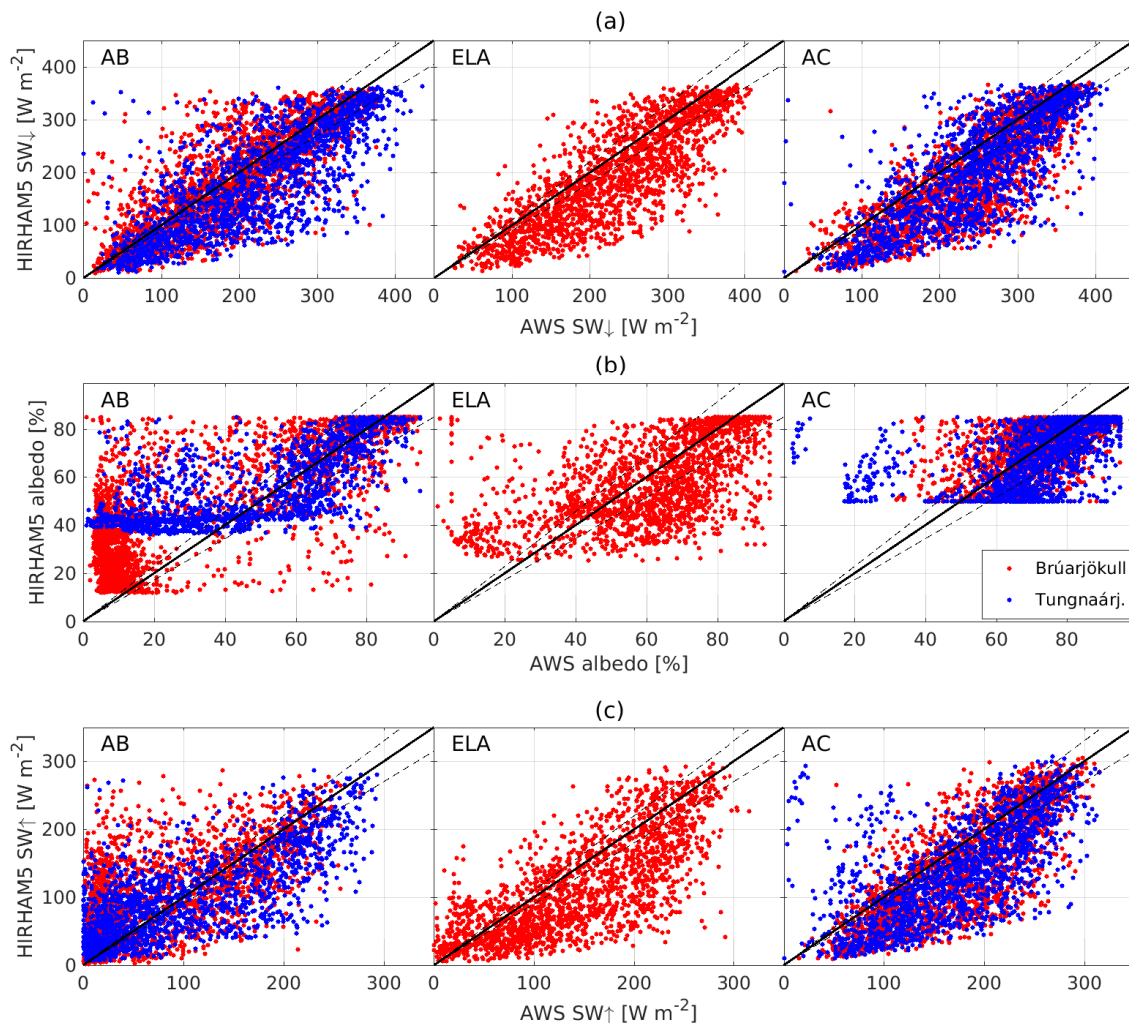 (a)
AB
ELA
AC
HIRHAM5 SW↓ [W m-2]
400
300
200
100
0
0 100 200 300 400
100 200 300 400
0 100 200 300 400
AWS SW↓ [W m-2]
(b)
AB
ELA
AC
HIRHAM5 albedo [%]
80
60
40
20
0
Brúarjökull
Tungnaárj.
0 20 40 60 80
0 20 40 60 80
20 40 60 80
AWS albedo [%]
(c)
AB
ELA
AC
HIRHAM5 SW↑ [W m-2]
300
200
100
0
100 200 300
0 100 200 300
0 100 200 300
AWS SW↑ [W m-2]